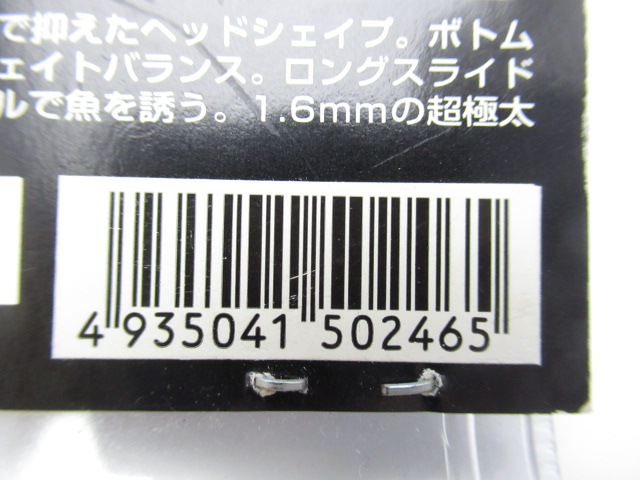 で抑えたヘッドシェイプ。ボトム
ェイトバランス。ロングスライド
ルで魚を誘う。1.6mmの超極太
4 935041 502465